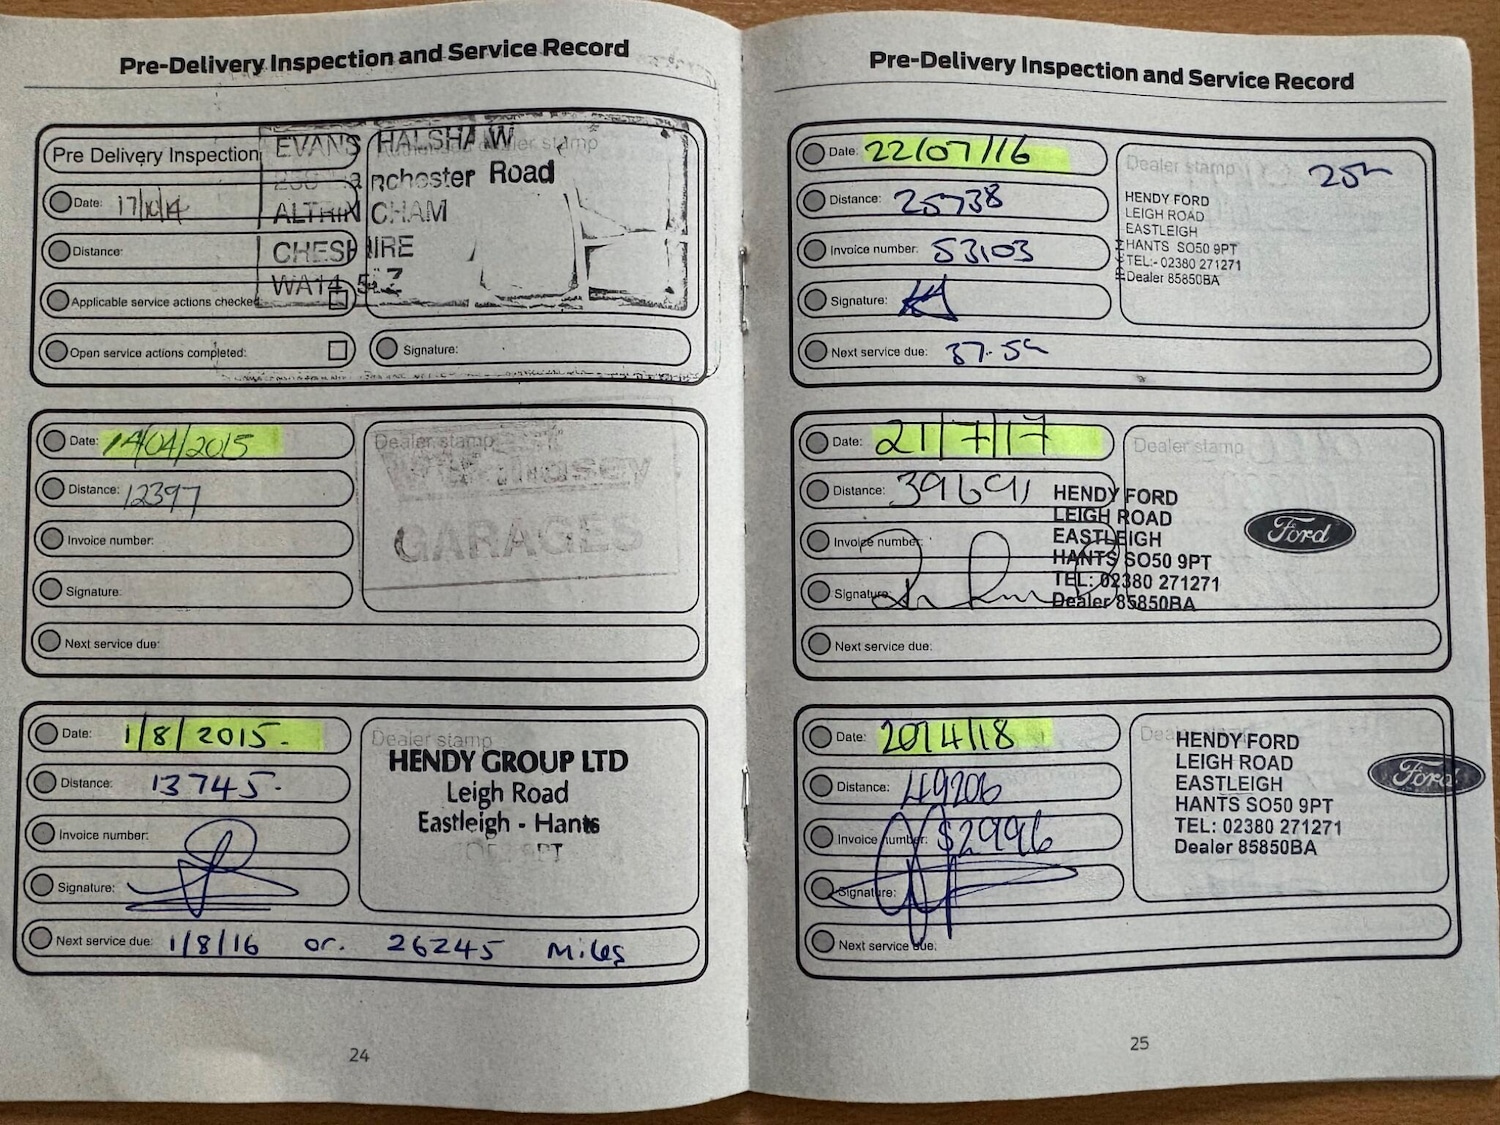 Pre-Delivery Inspection and Service Record
Pre Delivery Inspection
Date: 17/10/14
Distance:
Applicable service actions checked:
Open service actions completed:
Authorised dealer stamp
EVANS HALSHAW
Road
ALTRINCHAM
CHESHIRE
WA14
Signature:
Date: 14/04/2015
Distance: 12397
Invoice number:
Signature:
Next service due:
Dealer stamp
GARAGES
Date: 1/8/2015.
Distance: 13745.
Invoice number:
Signature:
Next service due: 1/8/16 or. 26245 Miles
Dealer stamp
HENDY GROUP LTD
Leigh Road
Eastleigh - Hants
24
Pre-Delivery Inspection and Service Record
Date: 22/07/16
Distance: 25738
Invoice number: 53103
Signature:
Next service due:
Dealer stamp
HENDY FORD
LEIGH ROAD
EASTLEIGH
HANTS SO50 9PT
TEL:- 02380 271271
Dealer 85850BA
Date: 21/7/17
Distance: 39691
Invoice number:
Signature:
Next service due:
Dealer stamp
HENDY FORD
LEIGH ROAD
EASTLEIGH
HANTS SO50 9PT
TEL: 02380 271271
Dealer 85850BA
Ford
Date: 20/4/18
Distance: 49206
Invoice number:
Signature:
Next service due:
HENDY FORD
LEIGH ROAD
EASTLEIGH
HANTS SO50 9PT
TEL: 02380 271271
Dealer 85850BA
Ford
25